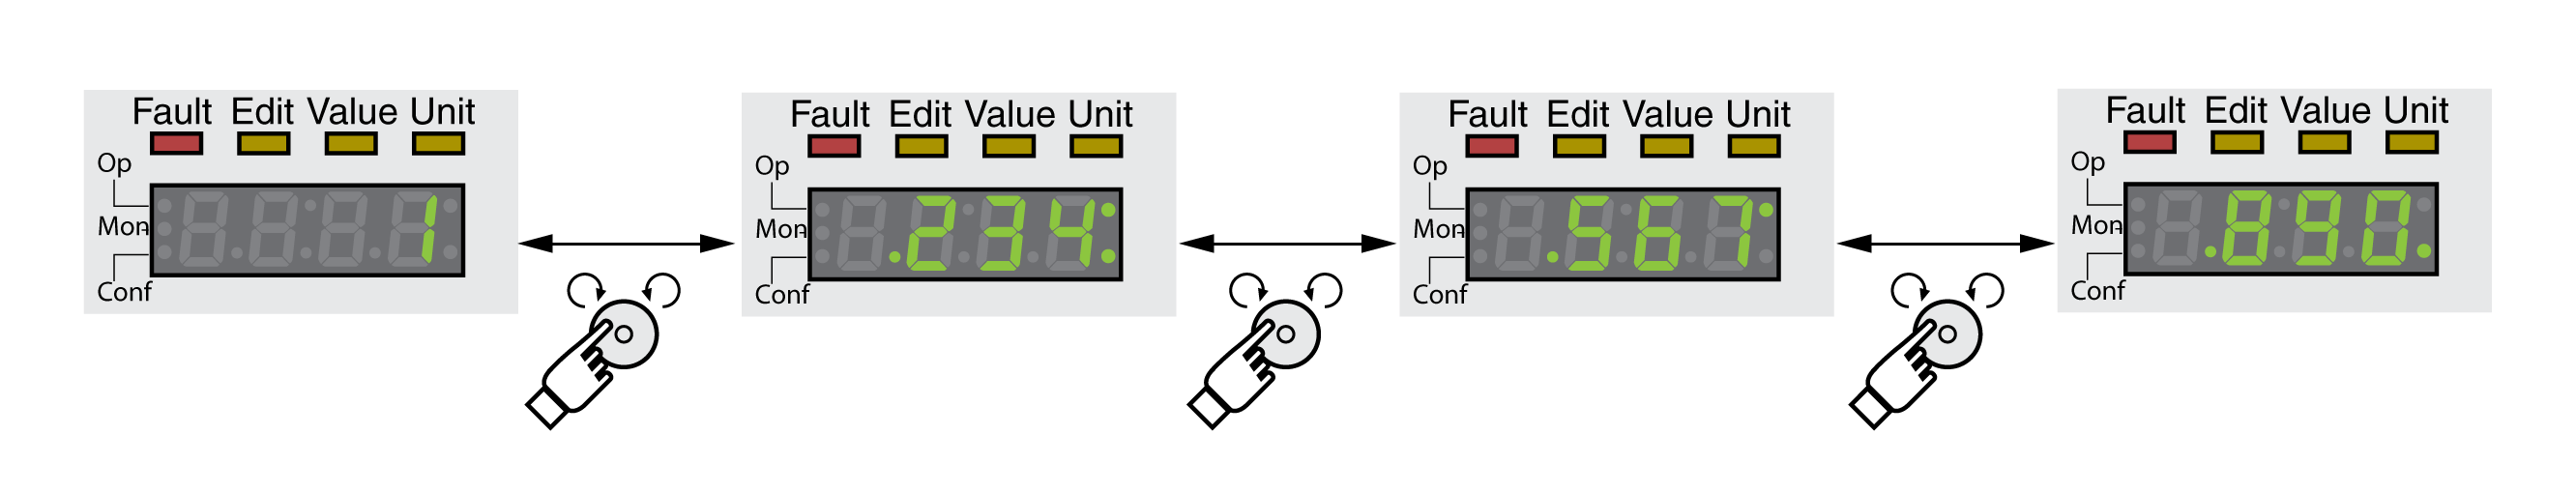 Fault Edit Value Unit
Op
Mon
Conf
1
Fault Edit Value Unit
Op
Mon
Conf
.234:
Fault Edit Value Unit
Op
Mon
Conf
.567˙
Fault Edit Value Unit
Op
Mon
Conf
.890.